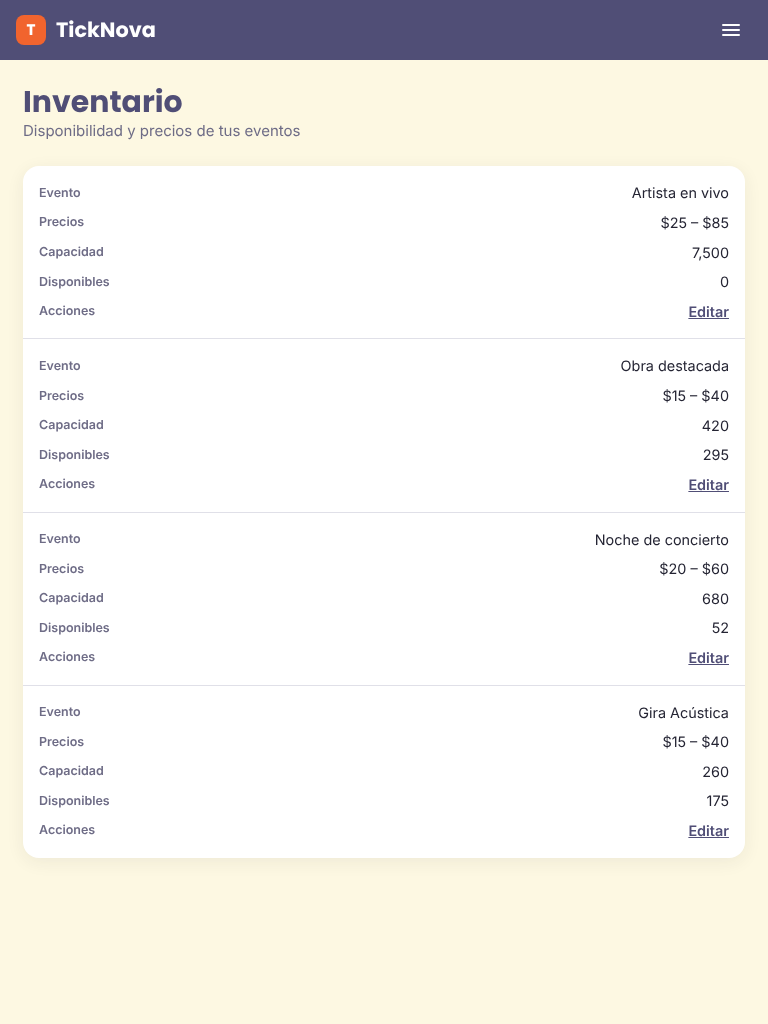 T TickNova
Inventario
Disponibilidad y precios de tus eventos
Evento Artista en vivo
Precios $25 – $85
Capacidad 7,500
Disponibles 0
Acciones Editar
Evento Obra destacada
Precios $15 – $40
Capacidad 420
Disponibles 295
Acciones Editar
Evento Noche de concierto
Precios $20 – $60
Capacidad 680
Disponibles 52
Acciones Editar
Evento Gira Acústica
Precios $15 – $40
Capacidad 260
Disponibles 175
Acciones Editar